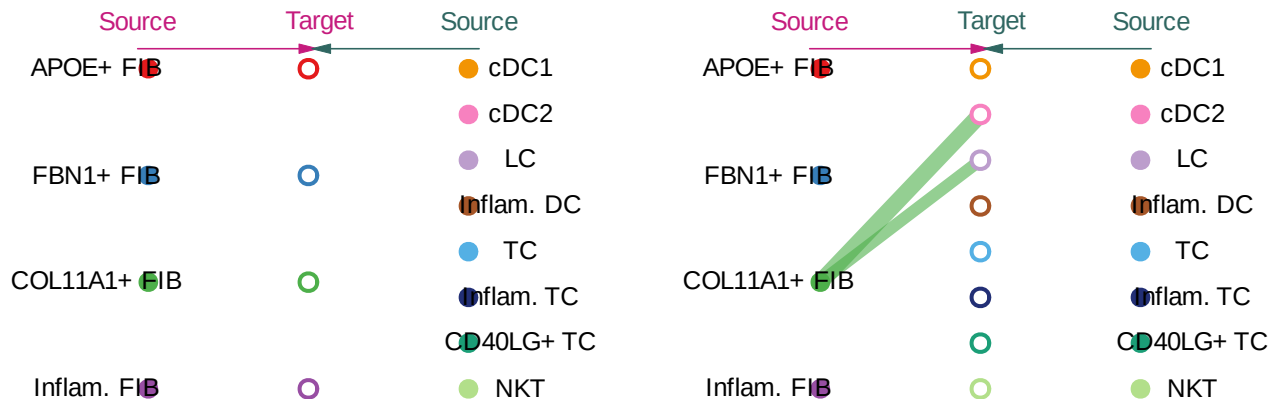 Source Target Source
APOE+ FIB
FBN1+ FIB
COL11A1+ FIB
Inflam. FIB
cDC1
cDC2
LC
Inflam. DC
TC
Inflam. TC
CD40LG+ TC
NKT
Source Target Source
APOE+ FIB
FBN1+ FIB
COL11A1+ FIB
Inflam. FIB
cDC1
cDC2
LC
Inflam. DC
TC
Inflam. TC
CD40LG+ TC
NKT